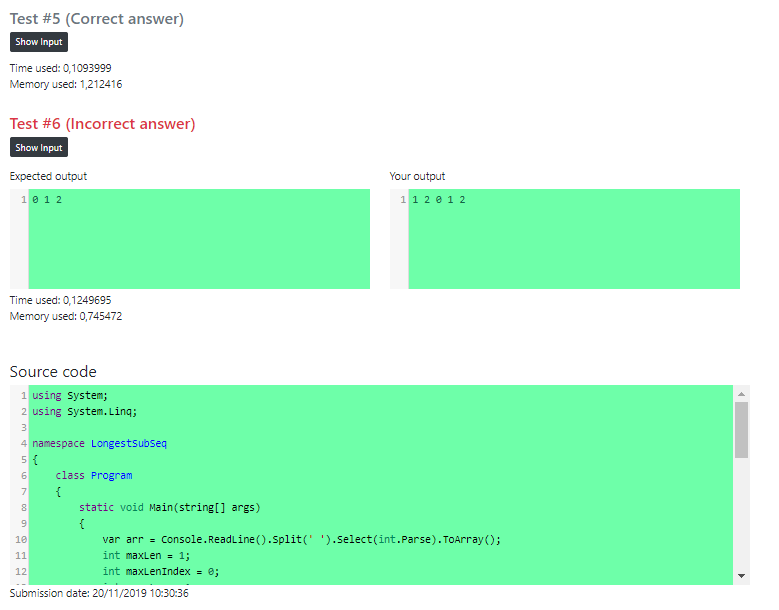 Test #5 (Correct answer)
Show Input
Time used: 0,1093999
Memory used: 1,212416
Test #6 (Incorrect answer)
Show Input
Expected output Your output
1 0 1 2 1 1 2 0 1 2
Time used: 0,1249695
Memory used: 0,745472
Source code
1 using System;
2 using System.Linq;
3
4 namespace LongestSubSeq
5 {
6 class Program
7 {
8 static void Main(string[] args)
9 {
10 var arr = Console.ReadLine().Split(' ').Select(int.Parse).ToArray();
11 int maxLen = 1;
12 int maxLenIndex = 0;
Submission date: 20/11/2019 10:30:36